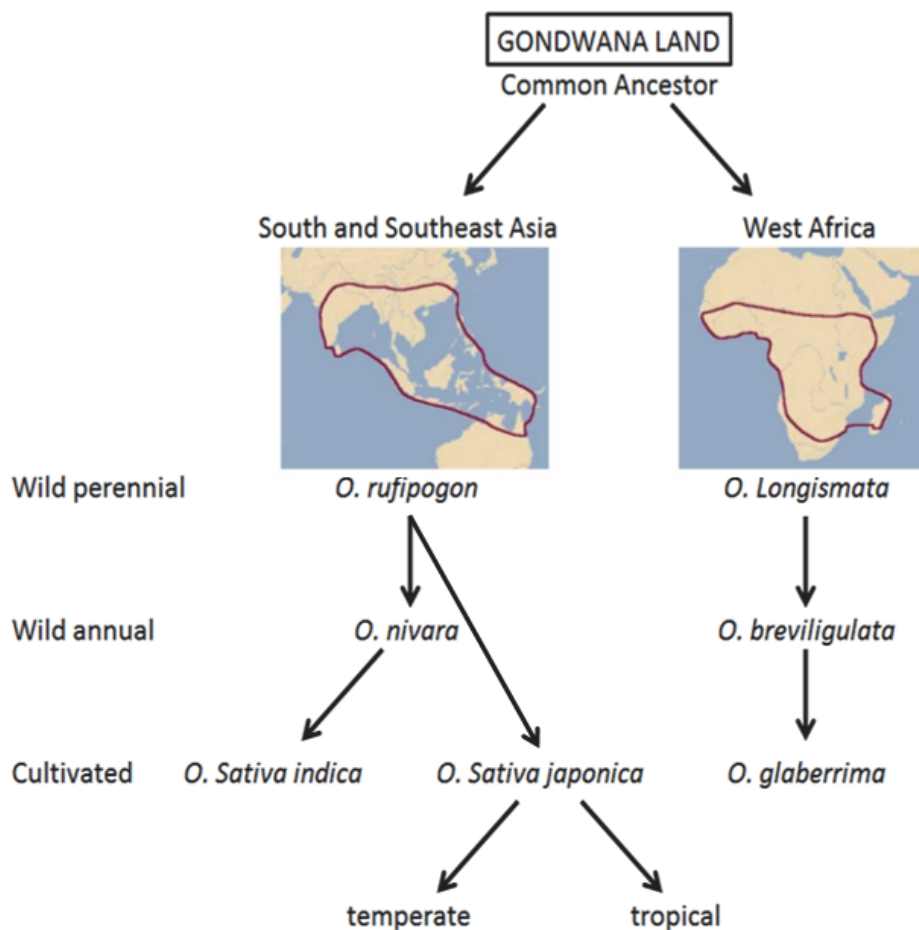 GONDWANA LAND
Common Ancestor
South and Southeast Asia
West Africa
Wild perennial
O. rufipogon
O. Longismata
Wild annual
O. nivara
O. breviligulata
Cultivated
O. Sativa indica
O. Sativa japonica
O. glaberrima
temperate
tropical